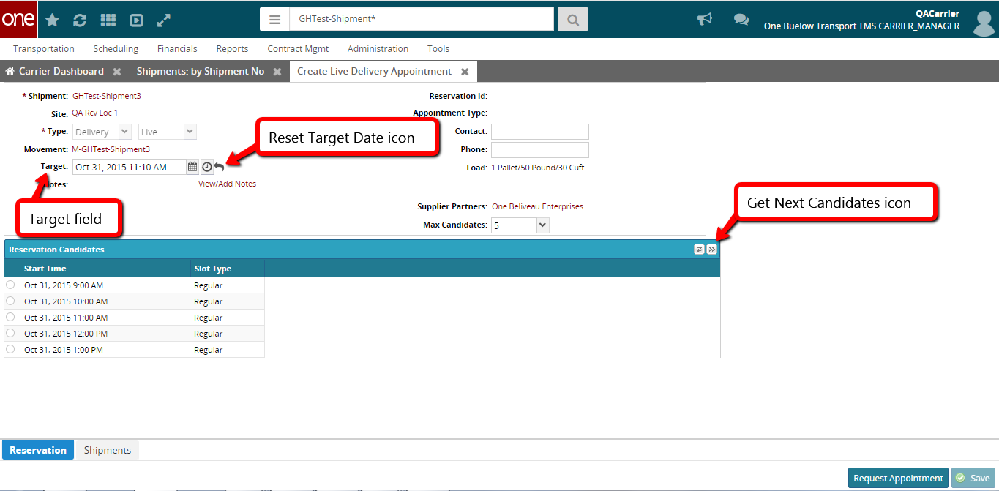 one
GHTest-Shipment*
QACarrier
One Buelow Transport TMS.CARRIER_MANAGER
Transportation Scheduling Financials Reports Contract Mgmt Administration Tools
Carrier Dashboard Shipments: by Shipment No Create Live Delivery Appointment
* Shipment: GHTest-Shipment3
Site: QA Rcv Loc 1
* Type: Delivery Live
Movement: M-GHTest-Shipment3
Target: Oct 31, 2015 11:10 AM
otes: View/Add Notes
Reset Target Date icon
Target field
Reservation Id:
Appointment Type:
Contact:
Phone:
Load: 1 Pallet/50 Pound/30 Cuft
Supplier Partners: One Beliveau Enterprises
Max Candidates: 5
Get Next Candidates icon
Reservation Candidates
Start Time Slot Type
Oct 31, 2015 9:00 AM Regular
Oct 31, 2015 10:00 AM Regular
Oct 31, 2015 11:00 AM Regular
Oct 31, 2015 12:00 PM Regular
Oct 31, 2015 1:00 PM Regular
Reservation Shipments
Request Appointment Save